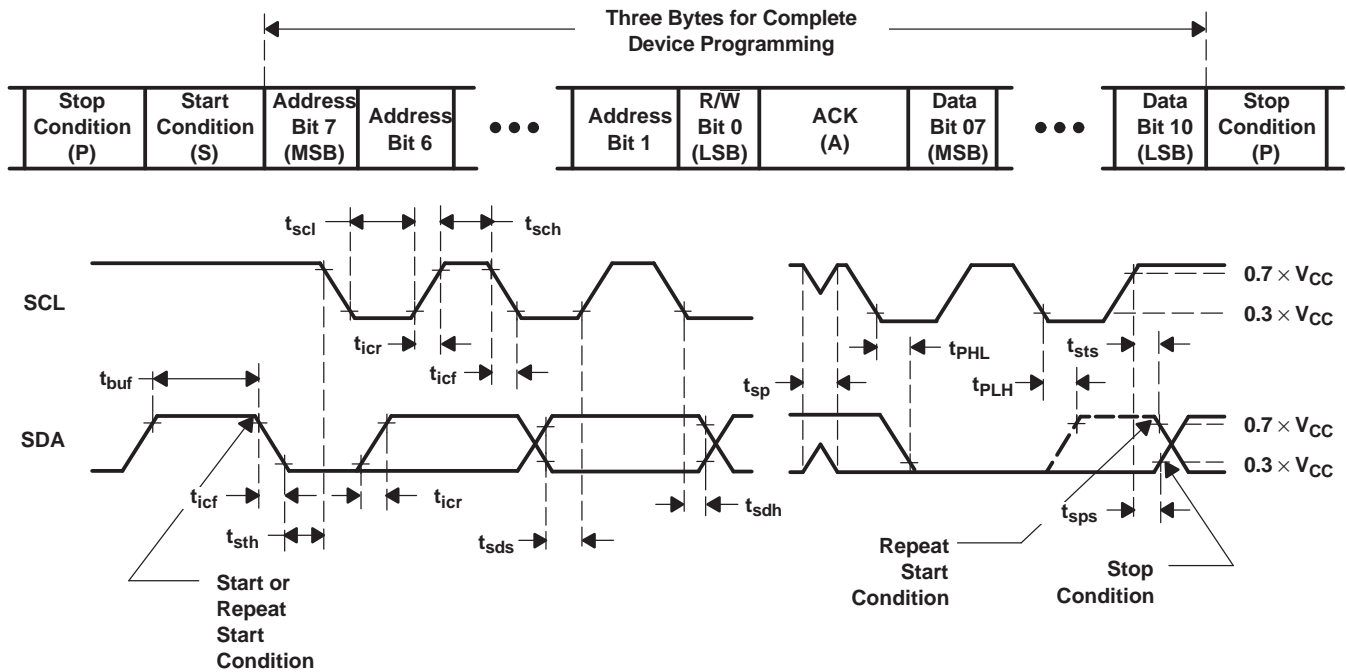 Three Bytes for Complete
Device Programming
Stop
Condition
(P)
Start
Condition
(S)
Address
Bit 7
(MSB)
Address
Bit 6
•••
Address
Bit 1
R/W̅
Bit 0
(LSB)
ACK
(A)
Data
Bit 07
(MSB)
•••
Data
Bit 10
(LSB)
Stop
Condition
(P)
tscl
tsch
SCL
0.7 × VCC
0.3 × VCC
ticr
ticf
tPHL
tsts
tbuf
tsp
tPLH
SDA
0.7 × VCC
0.3 × VCC
ticf
ticr
tsdh
tsth
tsds
tsps
Start or
Repeat
Start
Condition
Repeat
Start
Condition
Stop
Condition